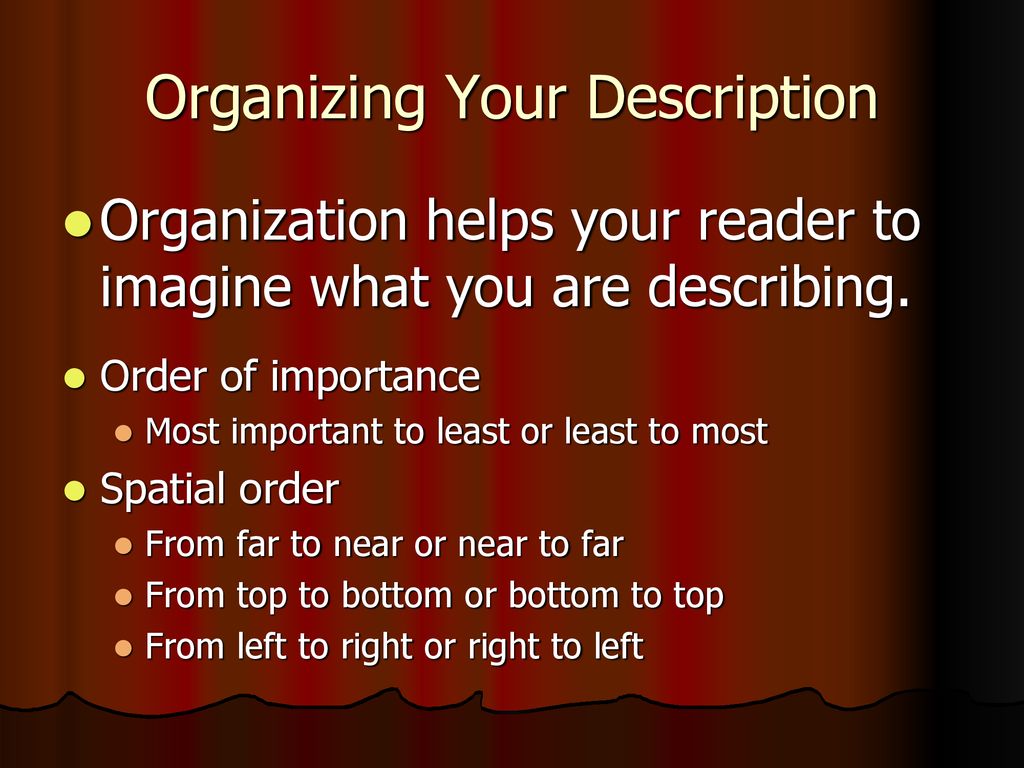 Organizing Your Description
Organization helps your reader to
imagine what you are describing.
Order of importance
Most important to least or least to most
Spatial order
From far to near or near to far
From top to bottom or bottom to top
From left to right or right to left